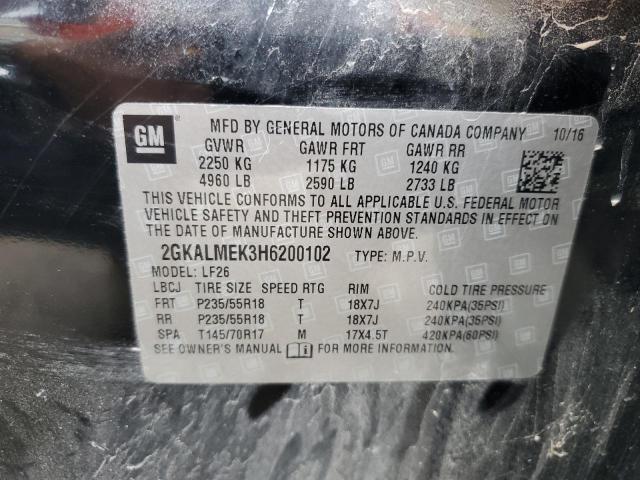 GM MFD BY GENERAL MOTORS OF CANADA COMPANY 10/16
GVWR GAWR FRT GAWR RR
2250 KG 1175 KG 1240 KG
4960 LB 2590 LB 2733 LB
THIS VEHICLE CONFORMS TO ALL APPLICABLE U.S. FEDERAL MOTOR
VEHICLE SAFETY AND THEFT PREVENTION STANDARDS IN EFFECT ON
THE DATE OF MANUFACTURE SHOWN ABOVE.
2GKALMEK3H6200102 TYPE: M.P.V.
MODEL: LF26
LBCJ TIRE SIZE SPEED RTG RIM COLD TIRE PRESSURE
FRT P235/55R18 T 18X7J 240KPA(35PSI)
RR P235/55R18 T 18X7J 240KPA(35PSI)
SPA T145/70R17 M 17X4.5T 420KPA(60PSI)
SEE OWNER'S MANUAL FOR MORE INFORMATION.